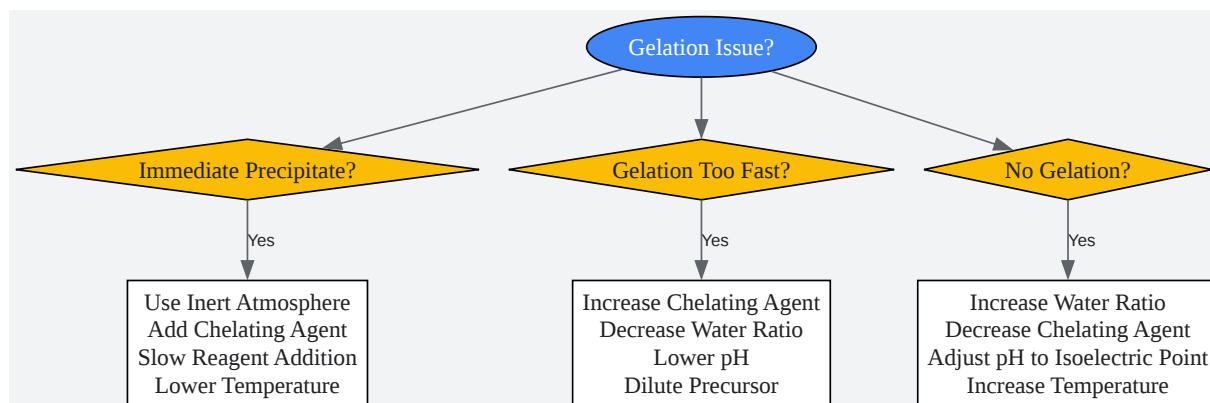 Gelation Issue?
Immediate Precipitate?
Gelation Too Fast?
No Gelation?
Yes
Yes
Yes
Use Inert Atmosphere
Add Chelating Agent
Slow Reagent Addition
Lower Temperature
Increase Chelating Agent
Decrease Water Ratio
Lower pH
Dilute Precursor
Increase Water Ratio
Decrease Chelating Agent
Adjust pH to Isoelectric Point
Increase Temperature